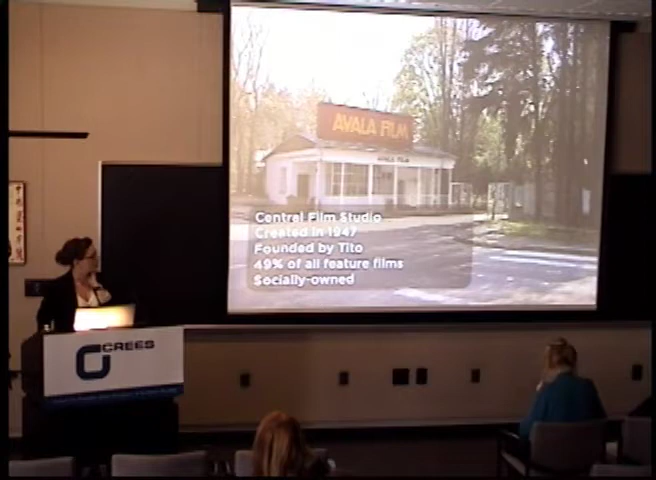 AVALA FILM
AVALA FILM
Central Film Studio
Created in 1947
Founded by Tito
49% of all feature films
Socially-owned
CREES